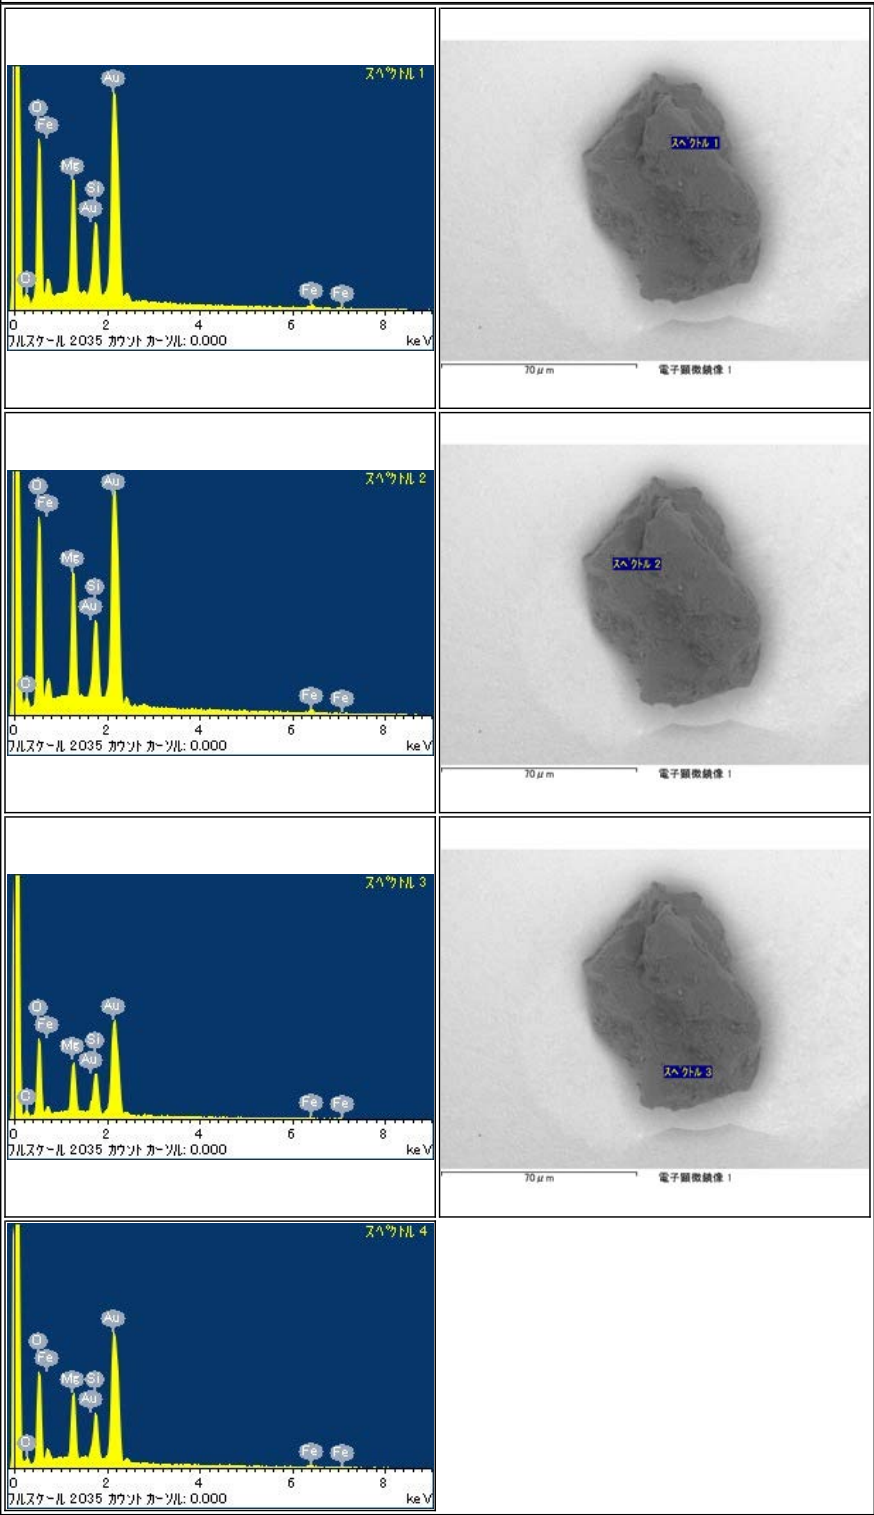 スペクトル 1
Au
O
Fe
Mg
Si
Au
C
Fe
Fe
0 2 4 6 8
フルスケール 2035 カウント カーソル: 0.000 keV
スペクトル 1
70μm 電子顕微鏡像 1
スペクトル 2
Au
O
Fe
Mg
Si
Au
C
Fe
Fe
0 2 4 6 8
フルスケール 2035 カウント カーソル: 0.000 keV
スペクトル 2
70μm 電子顕微鏡像 1
スペクトル 3
Au
O
Fe
Si
Mg
Au
C
Fe
Fe
0 2 4 6 8
フルスケール 2035 カウント カーソル: 0.000 keV
スペクトル 3
70μm 電子顕微鏡像 1
スペクトル 4
Au
O
Fe
Mg Si
Au
C
Fe
Fe
0 2 4 6 8
フルスケール 2035 カウント カーソル: 0.000 keV